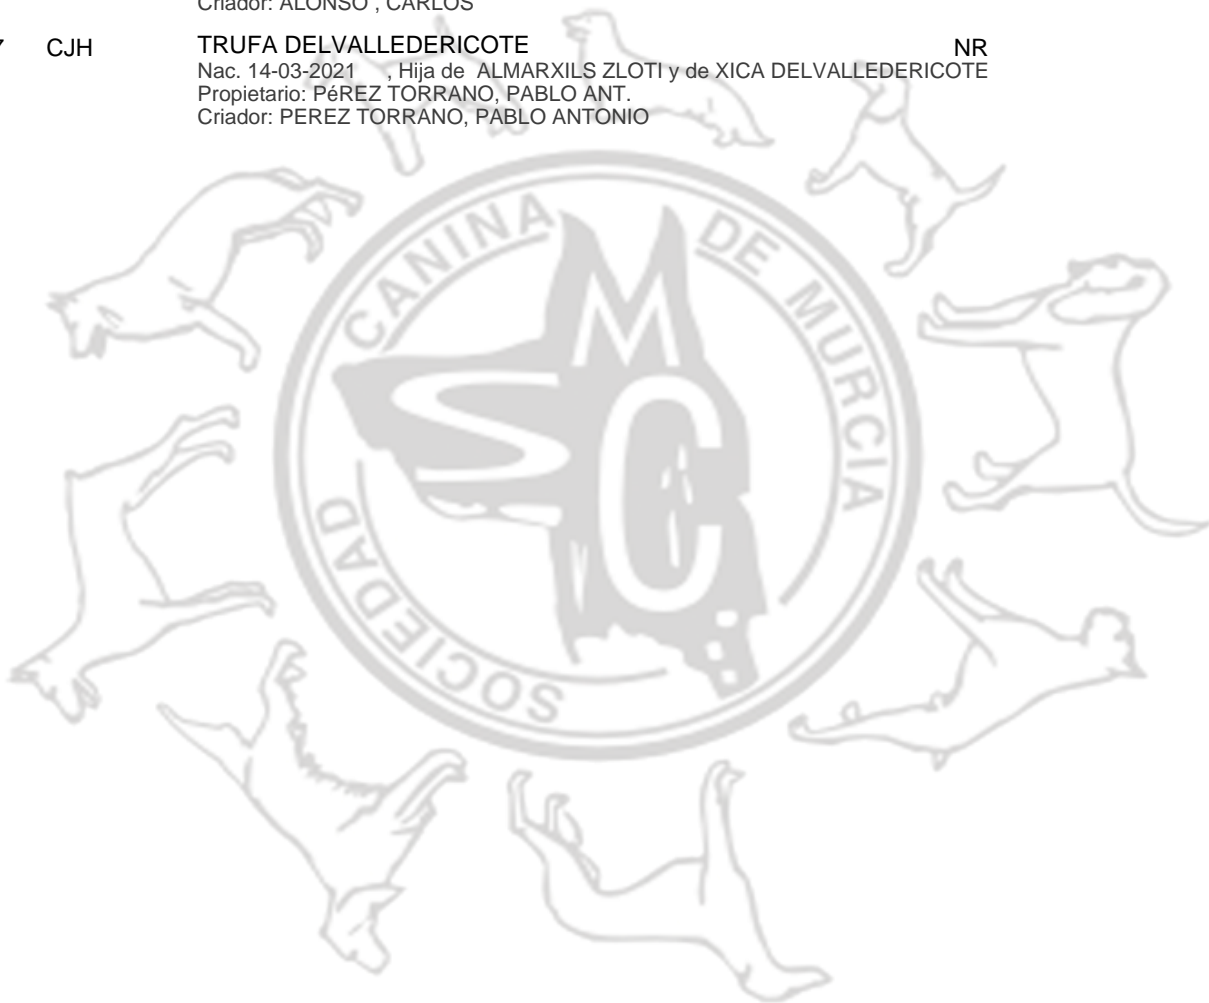 Criador: ALONSO , CARLOS
CJH TRUFA DELVALLEDERICOTE NR
Nac. 14-03-2021 , Hija de ALMARXILS ZLOTI y de XICA DELVALLEDERICOTE
Propietario: PéREZ TORRANO, PABLO ANT.
Criador: PEREZ TORRANO, PABLO ANTONIO
SOCIEDAD CANINA DE MURCIA
M
S
C